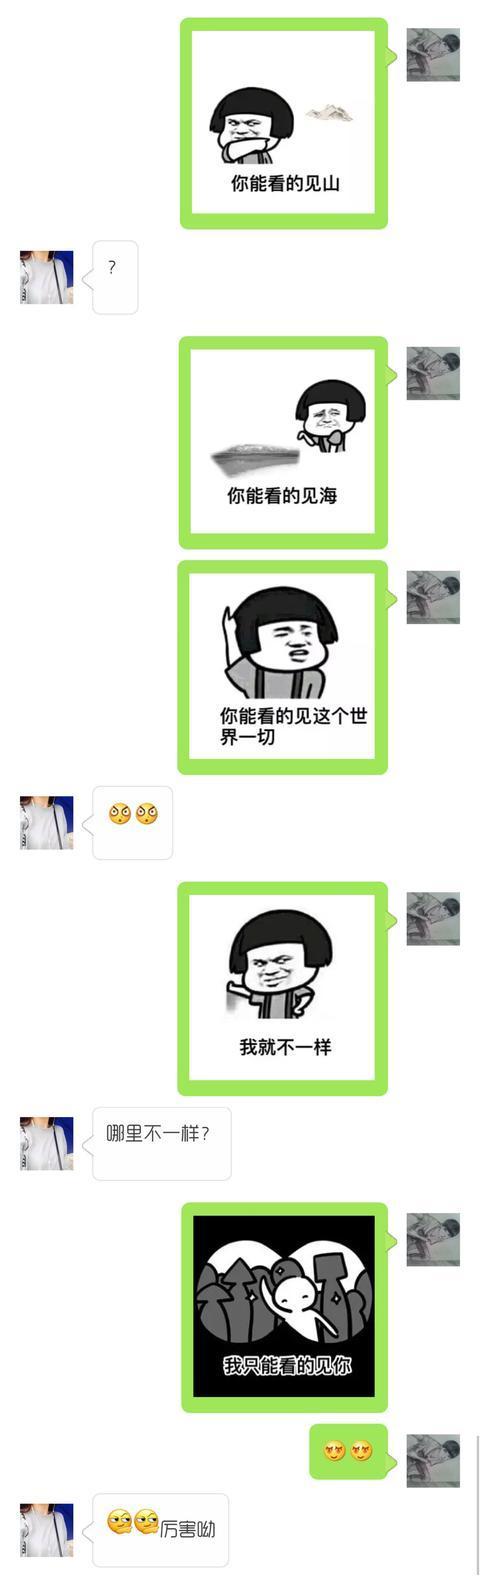 你能看的见山
?
你能看的见海
你能看的见这个世
界一切
我就不一样
哪里不一样?
我只能看的见你
厉害呦